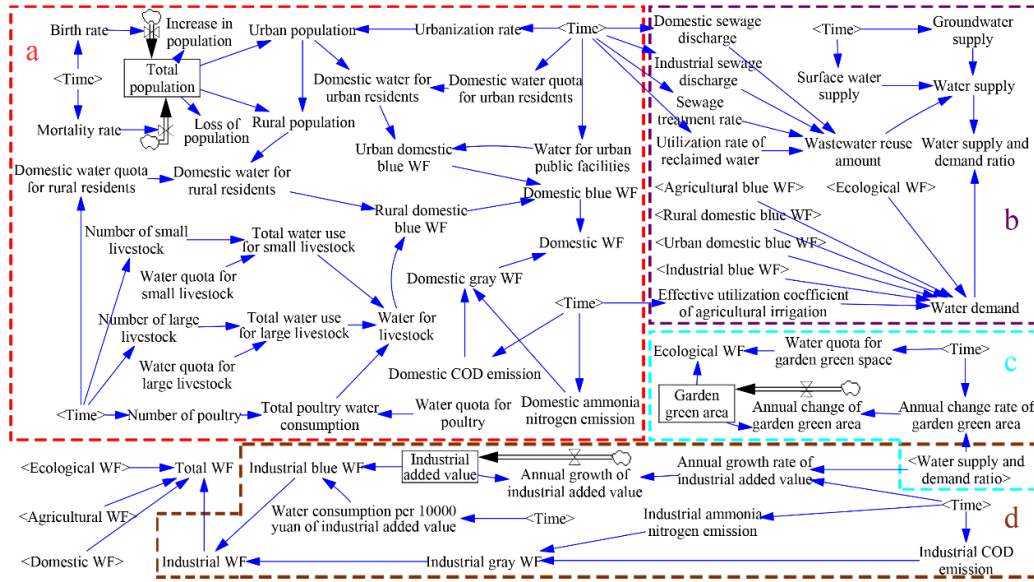 a
Birth rate
Increase in
population
Urban population
Urbanization rate
<Time>
<Time>
Total
population
Domestic water for
urban residents
Domestic water quota
for urban residents
Mortality rate
Loss of
population
Rural population
Urban domestic
blue WF
Water for urban
public facilities
Domestic water quota
for rural residents
Domestic water for
rural residents
Rural domestic
blue WF
Domestic blue WF
Number of small
livestock
Total water use
for small livestock
Domestic WF
Water quota for
small livestock
Domestic gray WF
<Time>
Number of large
livestock
Total water use
for large livestock
Water for
livestock
Water quota for
large livestock
Domestic COD emission
<Time>
Number of poultry
Total poultry water
consumption
Water quota for
poultry
Domestic ammonia
nitrogen emission
b
Domestic sewage
discharge
<Time>
Groundwater
supply
Industrial sewage
discharge
Surface water
supply
Water supply
Sewage
treatment rate
Utilization rate of
reclaimed water
Wastewater reuse
amount
Water supply and
demand ratio
<Agricultural blue WF>
<Ecological WF>
<Rural domestic blue WF>
<Urban domestic blue WF>
<Industrial blue WF>
Effective utilization coefficient
of agricultural irrigation
Water demand
c
Ecological WF
Water quota for
garden green space
<Time>
Garden
green area
Annual change of
garden green area
Annual change rate of
garden green area
<Water supply and
demand ratio>
d
<Ecological WF>
Total WF
Industrial blue WF
Industrial
added value
Annual growth
of industrial added value
Annual growth rate of
industrial added value
<Agricultural WF>
Water consumption per 10000
yuan of industrial added value
<Time>
Industrial ammonia
nitrogen emission
<Time>
<Domestic WF>
Industrial WF
Industrial gray WF
Industrial COD
emission